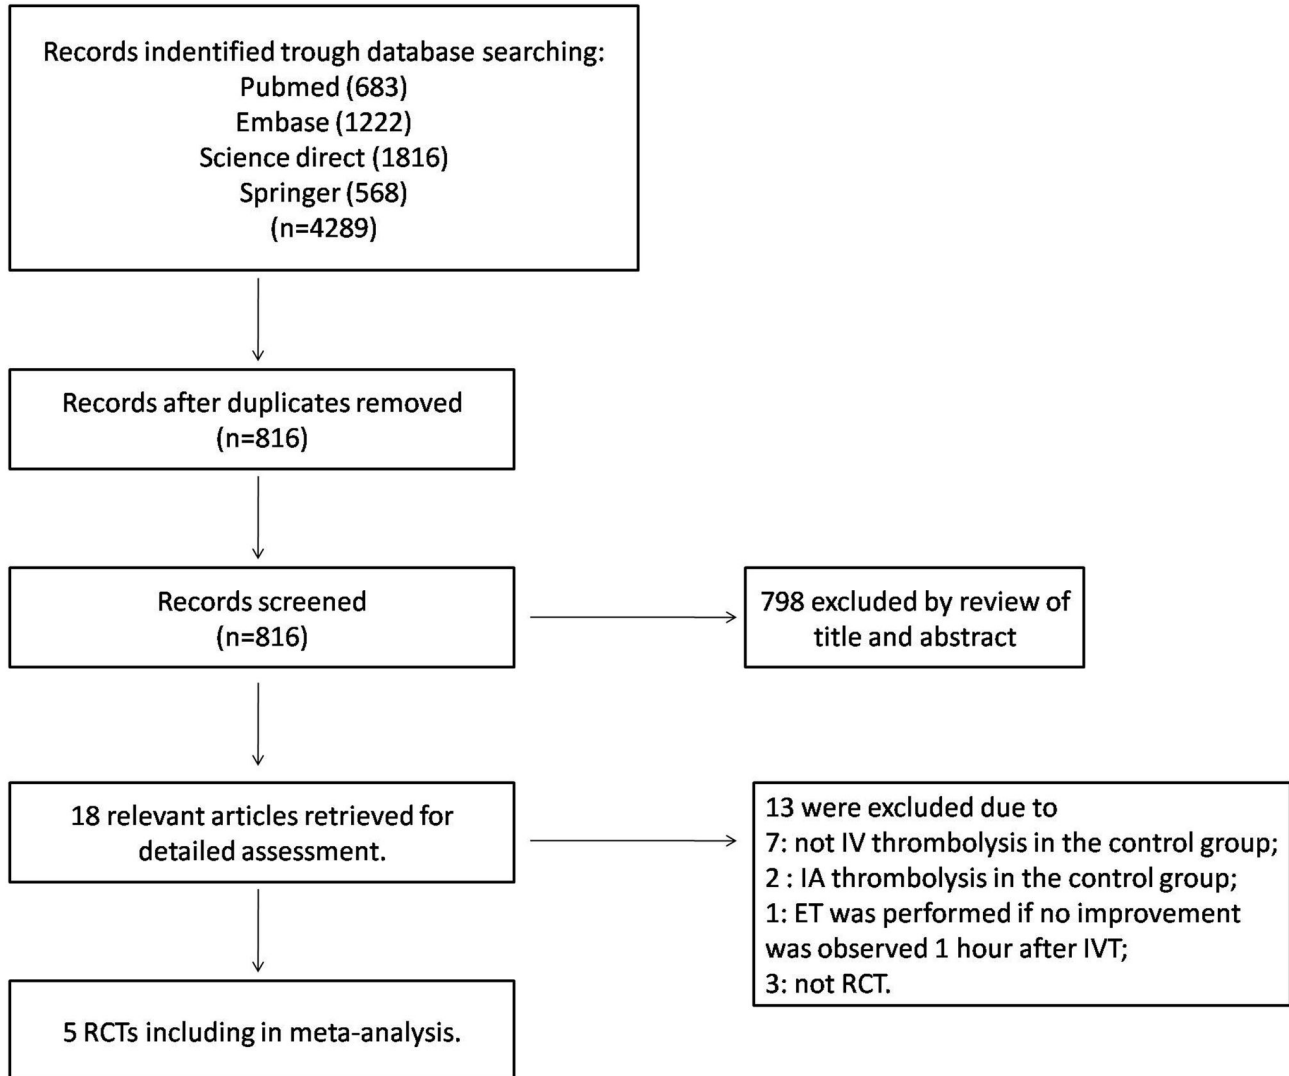 Records indentified trough database searching:
Pubmed (683)
Embase (1222)
Science direct (1816)
Springer (568)
(n=4289)
Records after duplicates removed
(n=816)
Records screened
(n=816)
798 excluded by review of
title and abstract
18 relevant articles retrieved for
detailed assessment.
13 were excluded due to
7: not IV thrombolysis in the control group;
2 : IA thrombolysis in the control group;
1: ET was performed if no improvement
was observed 1 hour after IVT;
3: not RCT.
5 RCTs including in meta-analysis.